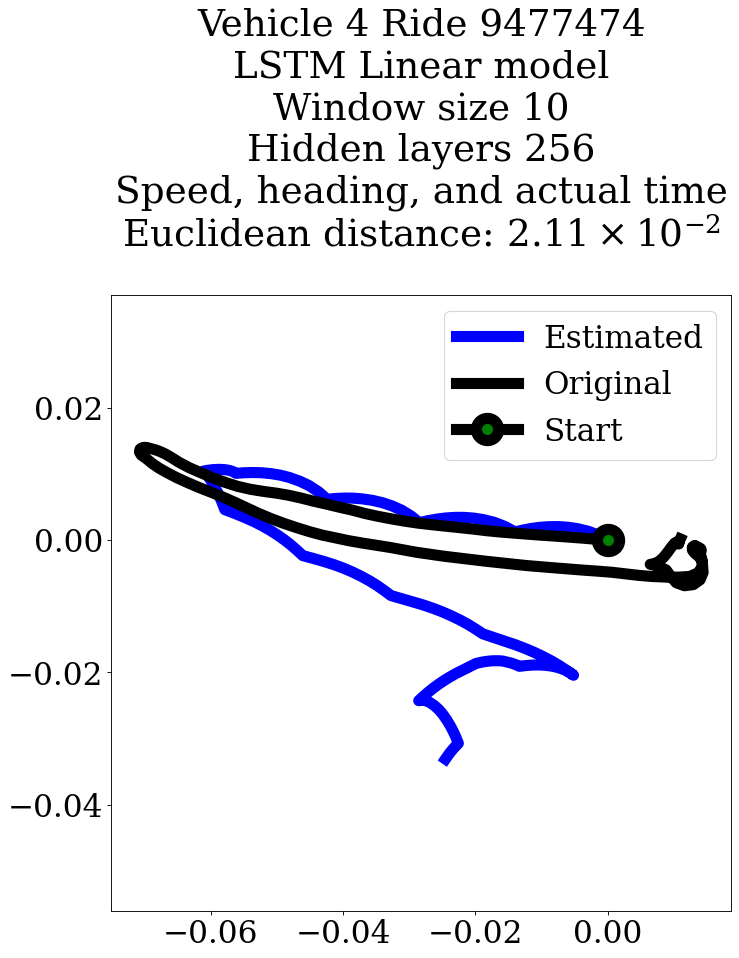 Vehicle 4 Ride 9477474
LSTM Linear model
Window size 10
Hidden layers 256
Speed, heading, and actual time
Euclidean distance: 2.11 × 10⁻²
Estimated
Original
Start
0.02
0.00
−0.02
−0.04
−0.06 −0.04 −0.02 0.00